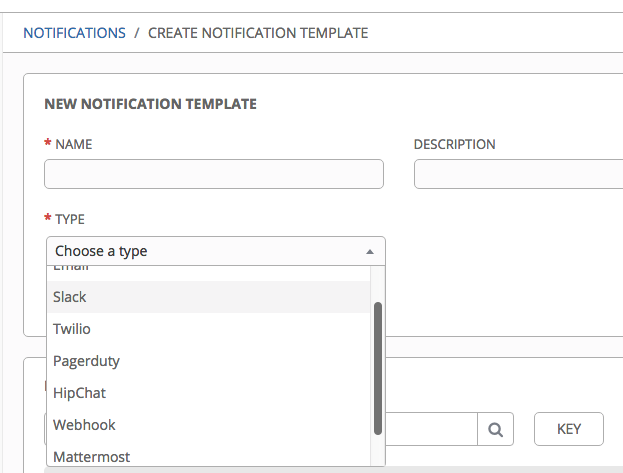 NOTIFICATIONS / CREATE NOTIFICATION TEMPLATE
NEW NOTIFICATION TEMPLATE
* NAME
DESCRIPTION
* TYPE
Choose a type
Email
Slack
Twilio
Pagerduty
HipChat
Webhook
KEY
Mattermost